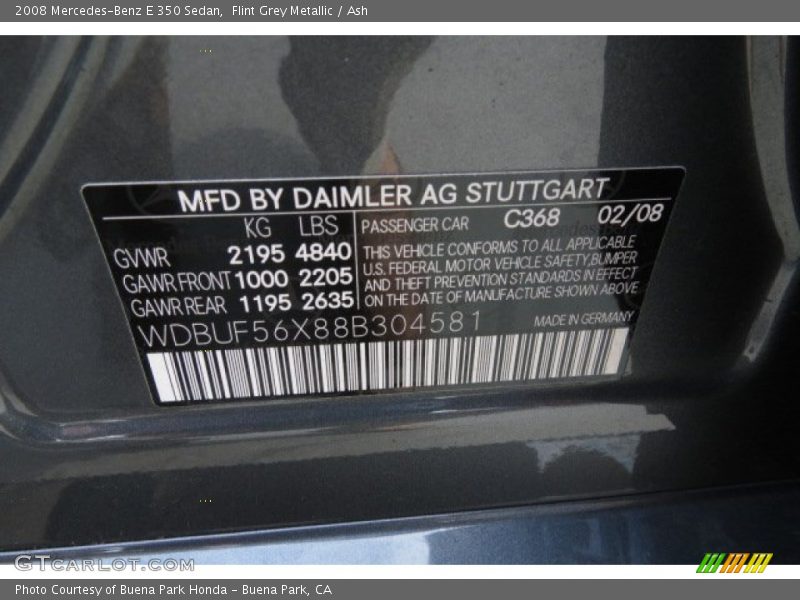 2008 Mercedes-Benz E 350 Sedan, Flint Grey Metallic / Ash
MFD BY DAIMLER AG STUTTGART
KG LBS PASSENGER CAR C368 02/08
GVWR 2195 4840
GAWR FRONT 1000 2205
GAWR REAR 1195 2635
THIS VEHICLE CONFORMS TO ALL APPLICABLE
U.S. FEDERAL MOTOR VEHICLE SAFETY,BUMPER
AND THEFT PREVENTION STANDARDS IN EFFECT
ON THE DATE OF MANUFACTURE SHOWN ABOVE
WDBUF56X88B304581 MADE IN GERMANY
GTCARLOT.COM
Photo Courtesy of Buena Park Honda - Buena Park, CA